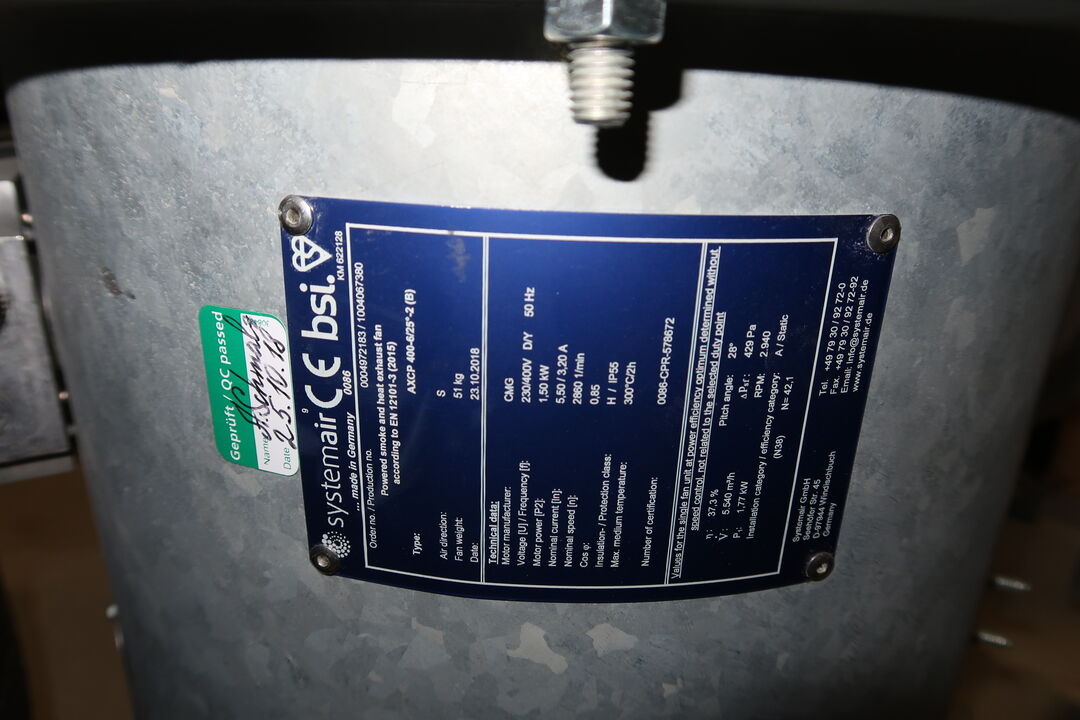 systemair CE bsi.
9
... made in Germany 0086 KM 622128
Order no. / Production no. 0004972183 / 1004067380
Powered smoke and heat exhaust fan
according to EN 12101-3 (2015)
Type: AXCP 400-6/25°-2 (B)
Air direction: S
Fan weight: 51 kg
Date: 23.10.2018
Technical data:
Motor manufacturer: CMG
Voltage [U] / Frequency [f]: 230/400V D/Y 50 Hz
Motor power [P2]: 1,50 kW
Nominal current [In]: 5,50 / 3,20 A
Nominal speed [n]: 2860 1/min
Cos φ: 0,85
Insulation- / Protection class: H / IP55
Max. medium temperature: 300°C/2h
Number of certification: 0086-CPR-578672
Values for the single fan unit at power efficiency optimum determined without
speed control, not related to the selected duty point
η: 37,3 % Pitch angle: 28°
V: 5.540 m³/h Δpsf: 429 Pa
Pe: 1,77 kW RPM: 2.940
Installation category / efficiency category: A / Static
(N38) N= 42,1
Systemair GmbH
Seehöfer Str. 45
D-97944 Windischbuch
Germany
Tel. +49 79 30 / 92 72-0
Fax. +49 79 30 / 92 72-92
Email: info@systemair.de
www.systemair.de
Geprüft / QC passed
Name
Date 25.10.18